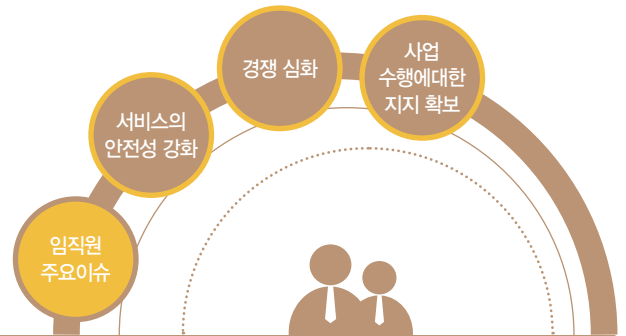 임직원
주요이슈
서비스의
안전성 강화
경쟁 심화
사업
수행에대한
지지 확보